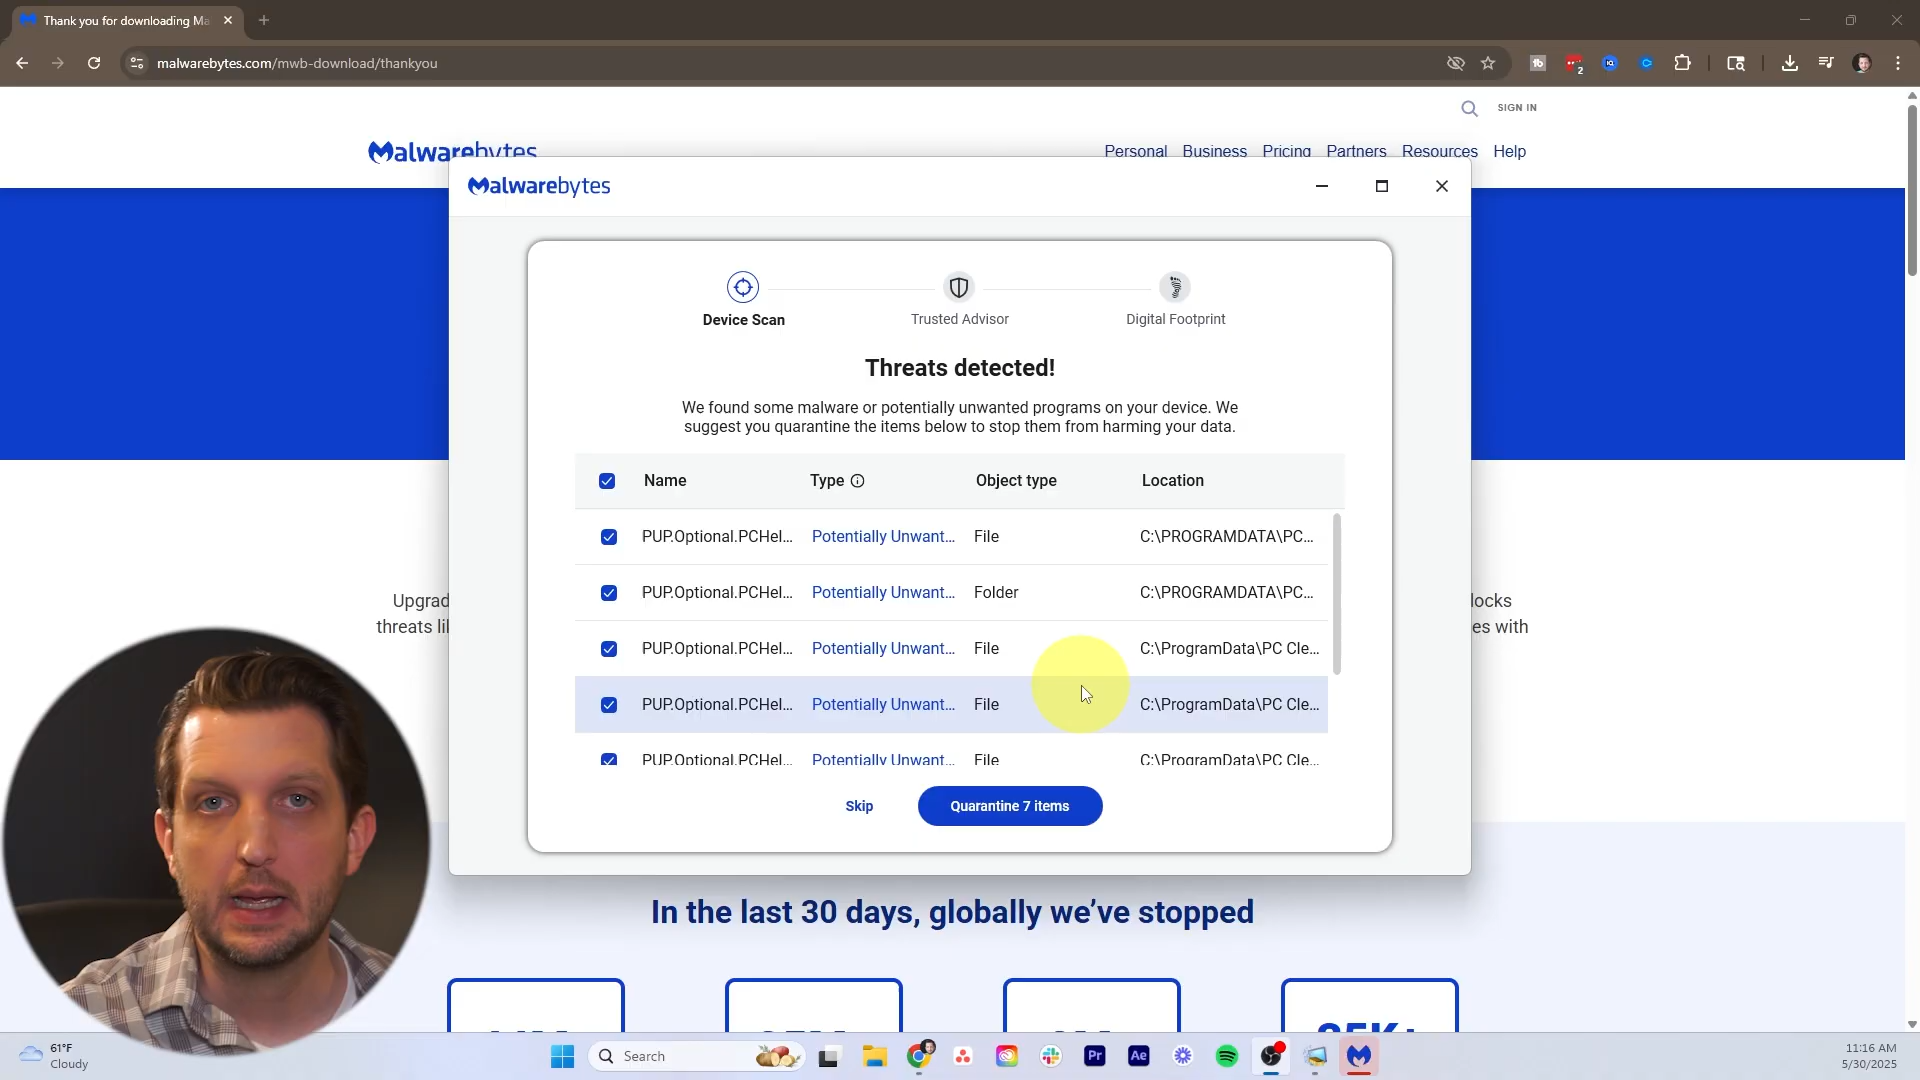 Thank you for downloading Ma
malwarebytes.com/mwb-download/thankyou
2
SIGN IN
Malwarebytes
Personal Business Pricing Partners Resources Help
Malwarebytes
Device Scan
Trusted Advisor
Digital Footprint
Threats detected!
We found some malware or potentially unwanted programs on your device. We
suggest you quarantine the items below to stop them from harming your data.
Name Type Object type Location
PUP.Optional.PCHel... Potentially Unwant... File C:\PROGRAMDATA\PC...
PUP.Optional.PCHel... Potentially Unwant... Folder C:\PROGRAMDATA\PC...
PUP.Optional.PCHel... Potentially Unwant... File C:\ProgramData\PC Cle...
PUP.Optional.PCHel... Potentially Unwant... File C:\ProgramData\PC Cle...
PUP.Optional.PCHel... Potentially Unwant... File C:\ProgramData\PC Cle...
Skip
Quarantine 7 items
Upgrad
threats li
locks
es with
In the last 30 days, globally we've stopped
61°F
Cloudy
Search
Pr
Ae
11:16 AM
5/30/2025